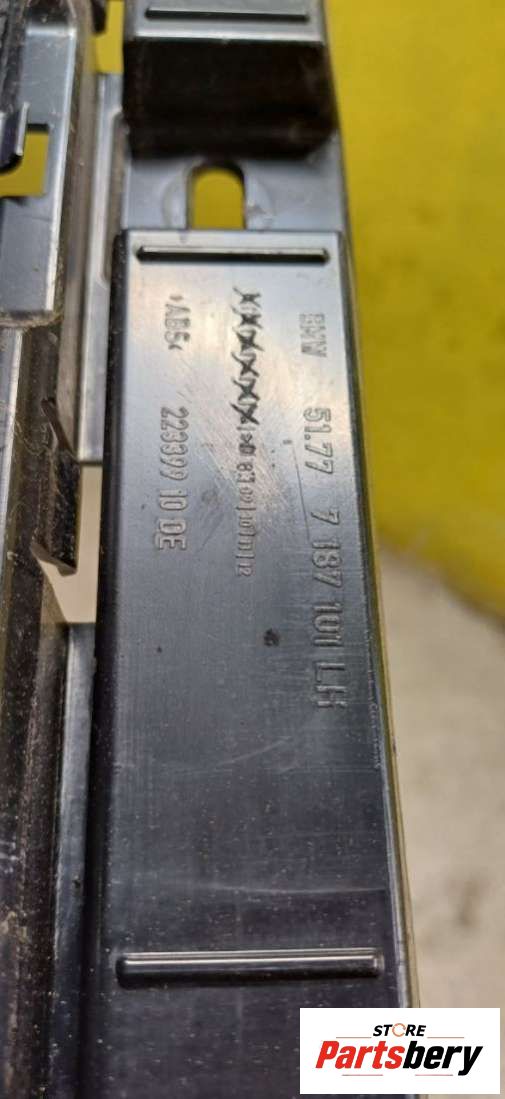 BMW 51.77 7 187 101 LH
>ABS<
223399 10 DE
STORE
Partsbery